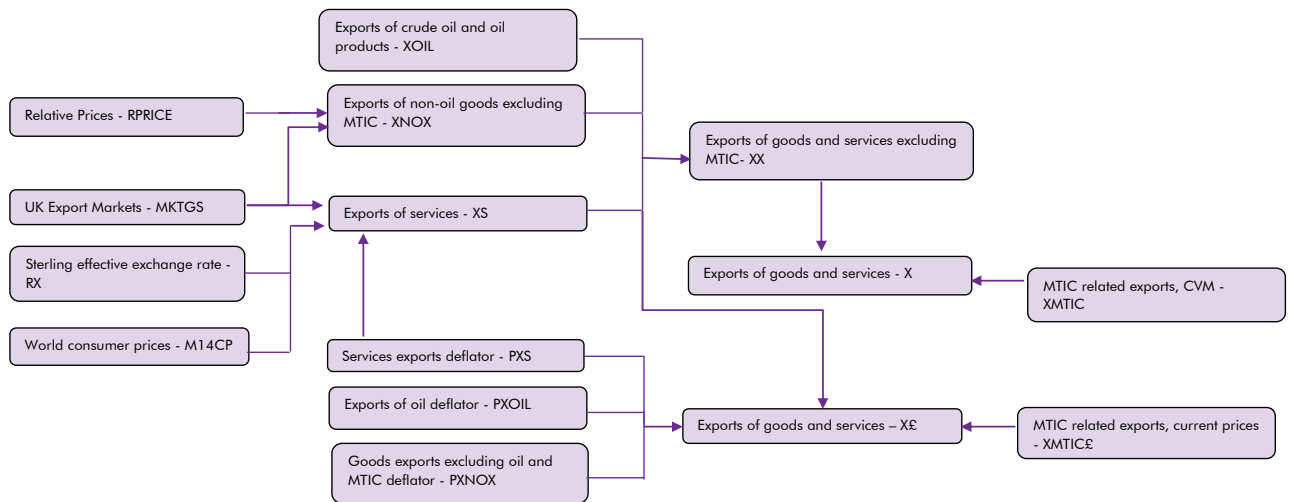 Exports of crude oil and oil
products - XOIL
Relative Prices - RPRICE
Exports of non-oil goods excluding
MTIC - XNOX
Exports of goods and services excluding
MTIC- XX
UK Export Markets - MKTGS
Exports of services - XS
Sterling effective exchange rate -
RX
Exports of goods and services - X
MTIC related exports, CVM -
XMTIC
World consumer prices - M14CP
Services exports deflator - PXS
Exports of oil deflator - PXOIL
Exports of goods and services – X£
MTIC related exports, current prices
- XMTIC£
Goods exports excluding oil and
MTIC deflator - PXNOX